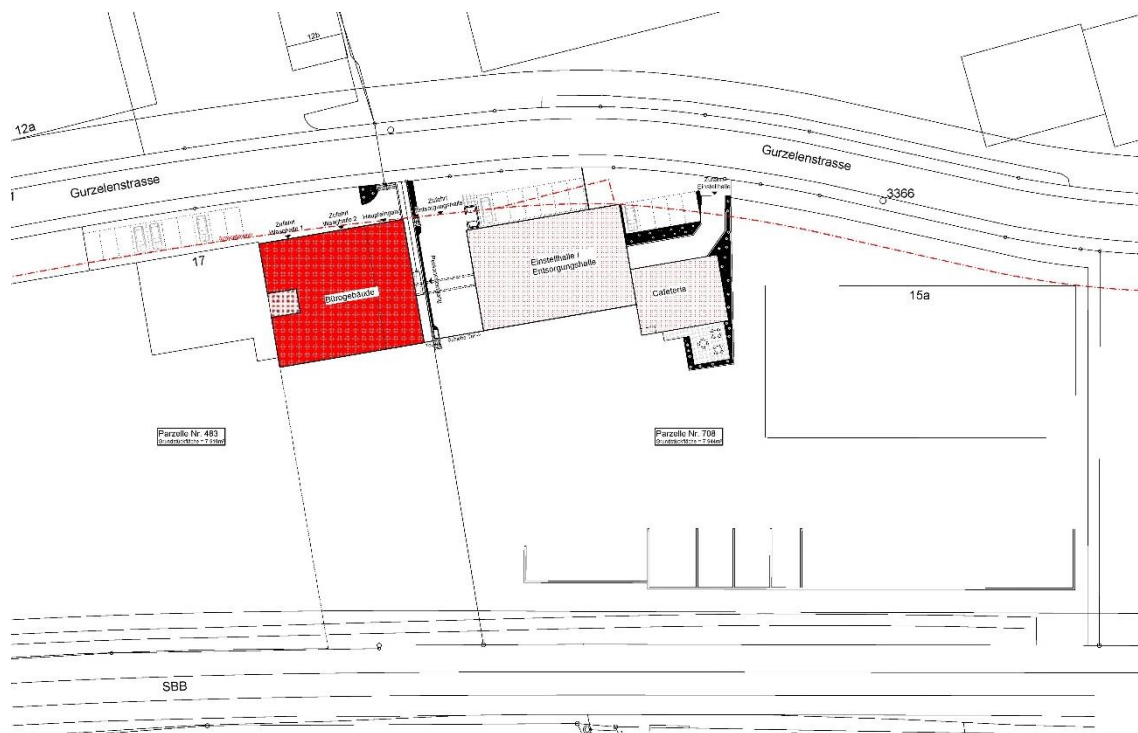 12b
12a
Gurzelenstrasse
Gurzelenstrasse
3366
Zufahrt
Einstellhalle
Zufahrt
Entsorgungshalle
Zufahrt
Waschhalle 1
Zufahrt
Waschhalle 2
Haupteingang
17
Einstellhalle /
Entsorgungshalle
Bürogebäude
Cafeteria
15a
Parzelle Nr. 483
Parzelle Nr. 708
SBB